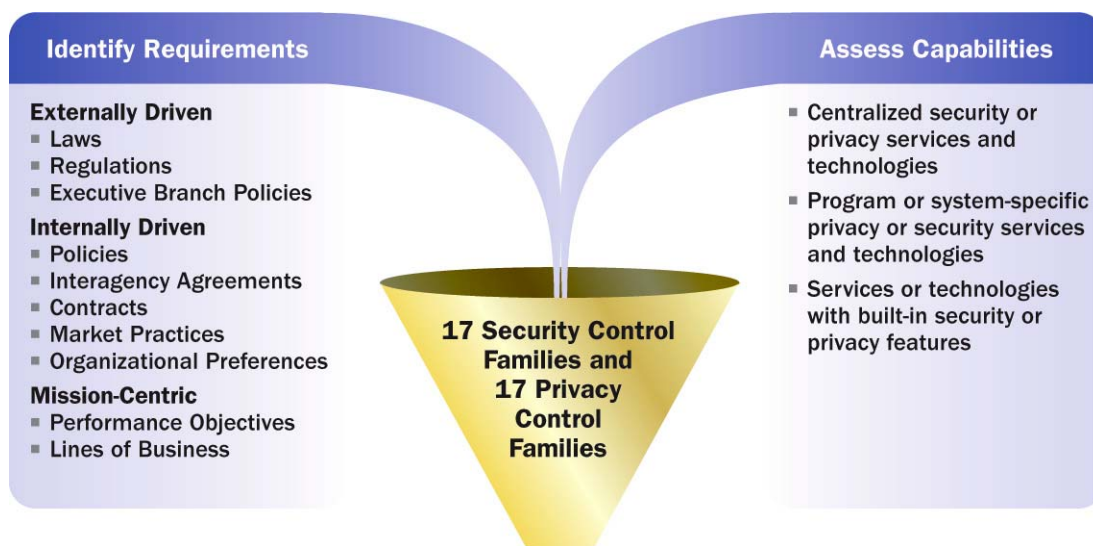 Identify Requirements
Externally Driven
Laws
Regulations
Executive Branch Policies
Internally Driven
Policies
Interagency Agreements
Contracts
Market Practices
Organizational Preferences
Mission-Centric
Performance Objectives
Lines of Business
17 Security Control
Families and
17 Privacy
Control
Families
Assess Capabilities
Centralized security or
privacy services and
technologies
Program or system-specific
privacy or security services
and technologies
Services or technologies
with built-in security or
privacy features